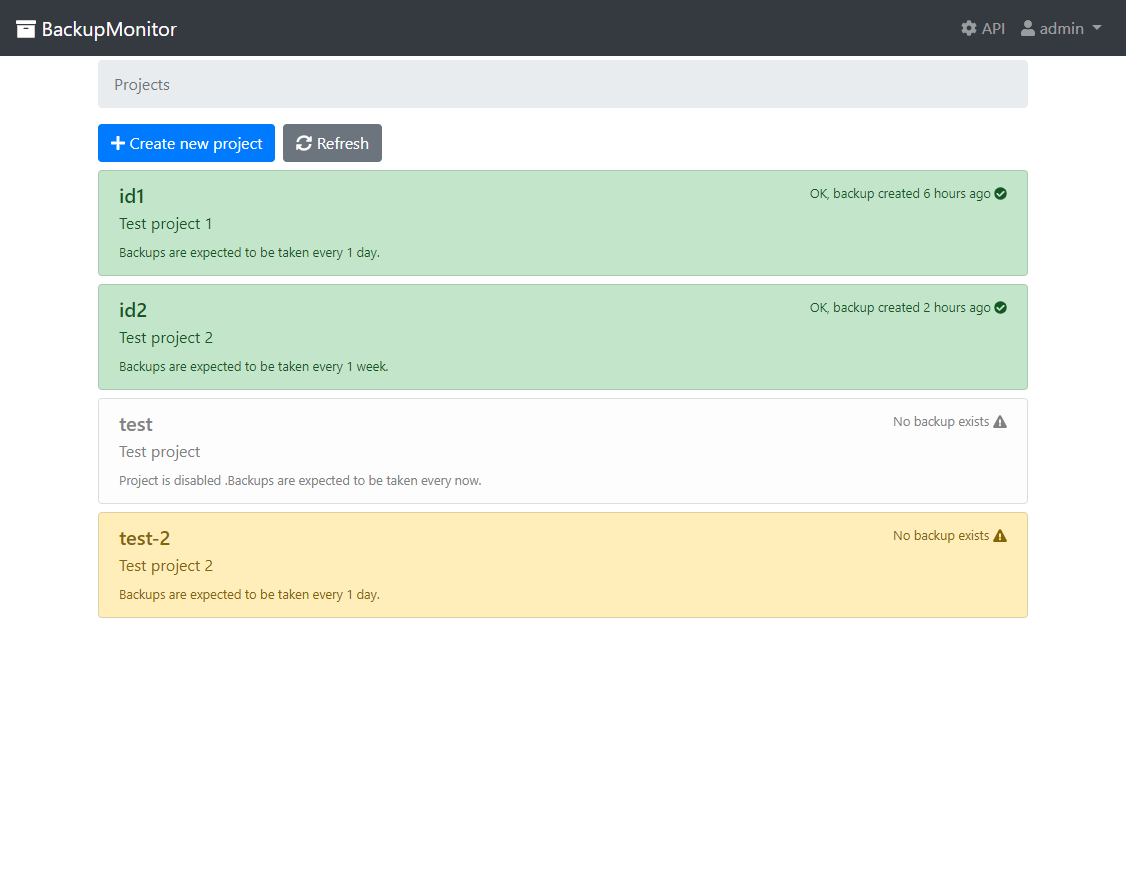 BackupMonitor
API admin
Projects
Create new project Refresh
id1
OK, backup created 6 hours ago
Test project 1
Backups are expected to be taken every 1 day.
id2
OK, backup created 2 hours ago
Test project 2
Backups are expected to be taken every 1 week.
test
No backup exists
Test project
Project is disabled .Backups are expected to be taken every now.
test-2
No backup exists
Test project 2
Backups are expected to be taken every 1 day.